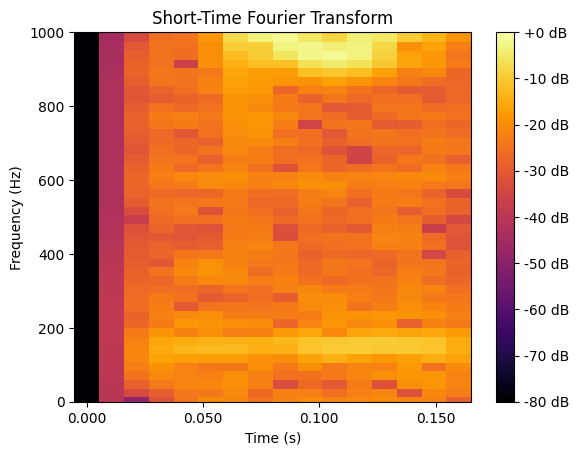 Short-Time Fourier Transform
1000
800
600
400
200
0
Frequency (Hz)
0.000
0.050
0.100
0.150
Time (s)
+0 dB
-10 dB
-20 dB
-30 dB
-40 dB
-50 dB
-60 dB
-70 dB
-80 dB